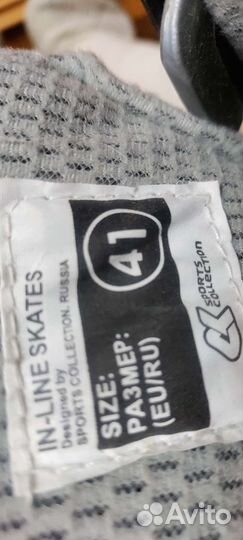 IN-LINE SKATES
Designed by
SPORTS COLLECTION, RUSSIA
SIZE: 41
РАЗМЕР:
(EU/RU)
SPORTS
COLLECTION
Avito